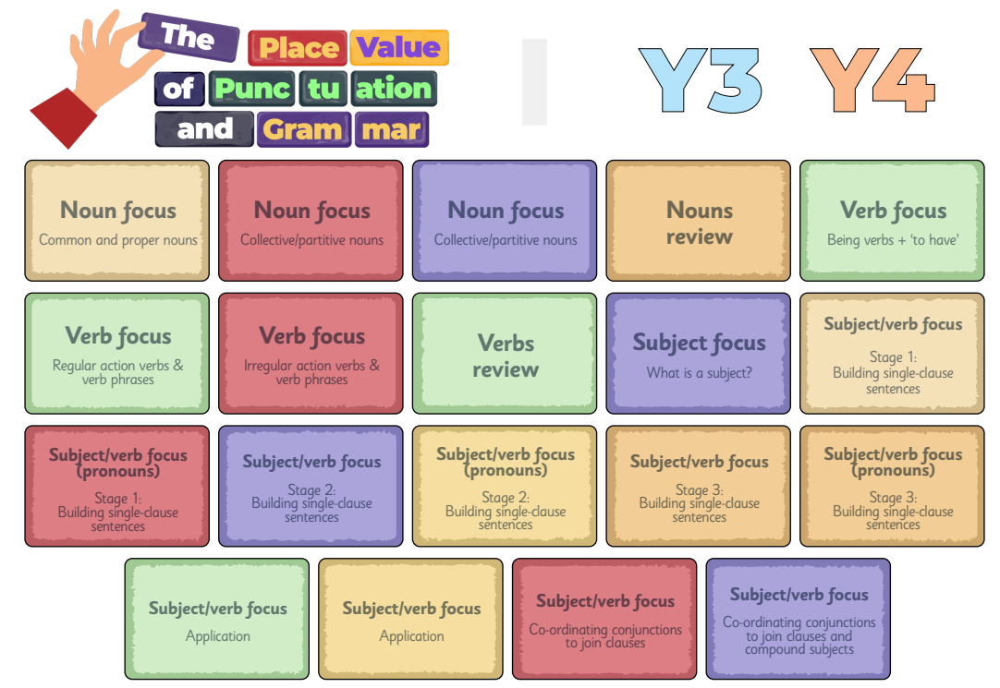 The Place Value
of Punc tu ation
and Gram mar
Y3 Y4
Noun focus
Common and proper nouns
Noun focus
Collective/partitive nouns
Noun focus
Collective/partitive nouns
Nouns
review
Verb focus
Being verbs + ‘to have’
Verb focus
Regular action verbs &
verb phrases
Verb focus
Irregular action verbs &
verb phrases
Verbs
review
Subject focus
What is a subject?
Subject/verb focus
Stage 1:
Building single-clause
sentences
Subject/verb focus
(pronouns)
Stage 1:
Building single-clause
sentences
Subject/verb focus
Stage 2:
Building single-clause
sentences
Subject/verb focus
(pronouns)
Stage 2:
Building single-clause
sentences
Subject/verb focus
Stage 3:
Building single-clause
sentences
Subject/verb focus
(pronouns)
Stage 3:
Building single-clause
sentences
Subject/verb focus
Application
Subject/verb focus
Application
Subject/verb focus
Co-ordinating conjunctions
to join clauses
Subject/verb focus
Co-ordinating conjunctions
to join clauses and
compound subjects